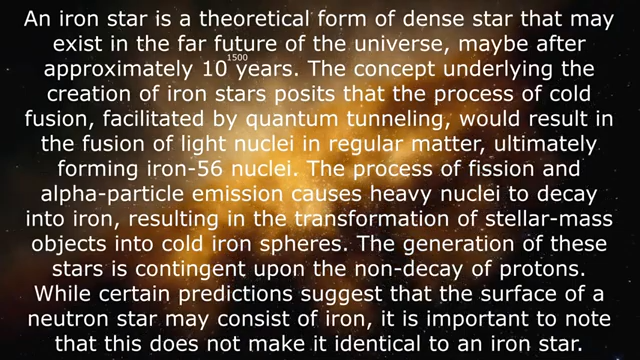 An iron star is a theoretical form of dense star that may
exist in the far future of the universe, maybe after
approximately 10^1500 years. The concept underlying the
creation of iron stars posits that the process of cold
fusion, facilitated by quantum tunneling, would result in
the fusion of light nuclei in regular matter, ultimately
forming iron-56 nuclei. The process of fission and
alpha-particle emission causes heavy nuclei to decay
into iron, resulting in the transformation of stellar-mass
objects into cold iron spheres. The generation of these
stars is contingent upon the non-decay of protons.
While certain predictions suggest that the surface of a
neutron star may consist of iron, it is important to note
that this does not make it identical to an iron star.